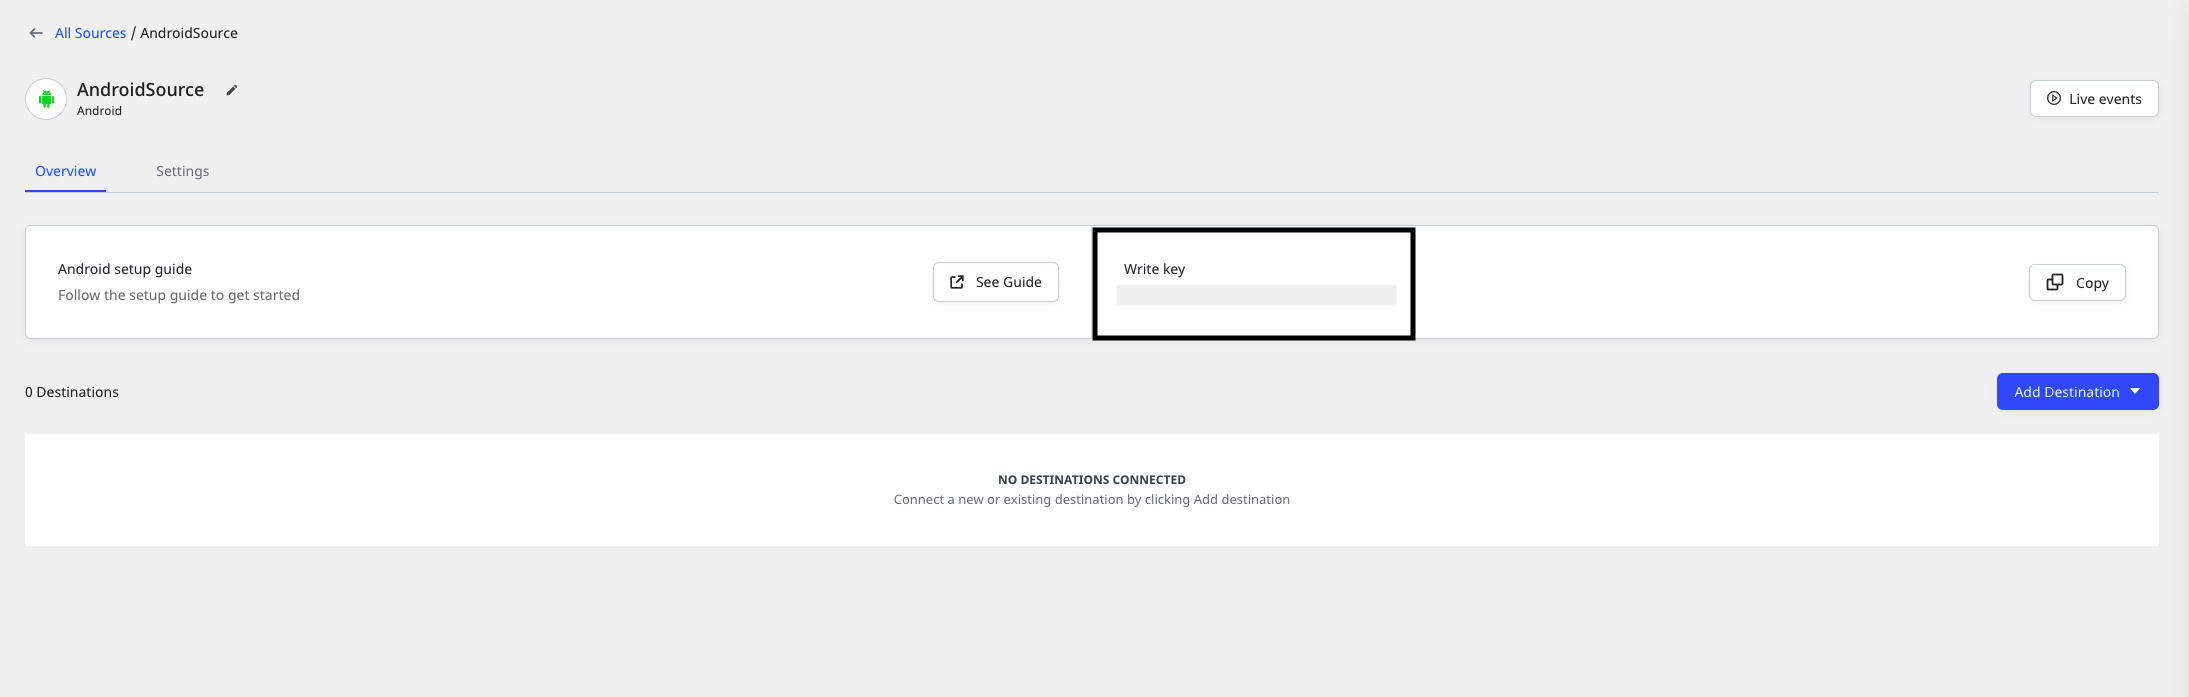 All Sources / AndroidSource
AndroidSource
Android
Live events
Overview
Settings
Android setup guide
Follow the setup guide to get started
See Guide
Write key
Copy
0 Destinations
Add Destination
NO DESTINATIONS CONNECTED
Connect a new or existing destination by clicking Add destination